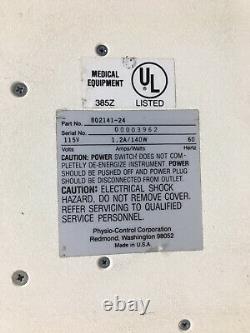 MEDICAL
EQUIPMENT
UL
®
385Z
LISTED
Part No. 802141-24
Serial No. 00003962
115V 1.2A/140W 60
Volts Amps/Watts Hertz
CAUTION: POWER SWITCH DOES NOT COM-
PLETELY DE-ENERGIZE INSTRUMENT. POWER
SHOULD BE PUSHED OFF AND POWER PLUG
SHOULD BE DISCONNECTED FROM OUTLET.
CAUTION: ELECTRICAL SHOCK
HAZARD, DO NOT REMOVE COVER.
REFER SERVICING TO QUALIFIED
SERVICE PERSONNEL.
Physio-Control Corporation
Redmond, Washington 98052
Made in U.S.A.